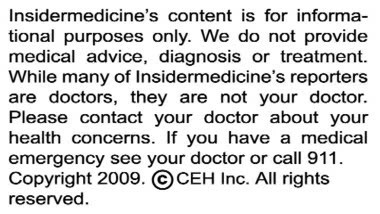 Insidermedicine's content is for informa-
tional purposes only. We do not provide
medical advice, diagnosis or treatment.
While many of Insidermedicine's reporters
are doctors, they are not your doctor.
Please contact your doctor about your
health concerns. If you have a medical
emergency see your doctor or call 911.
Copyright 2009. ©CEH Inc. All rights
reserved.